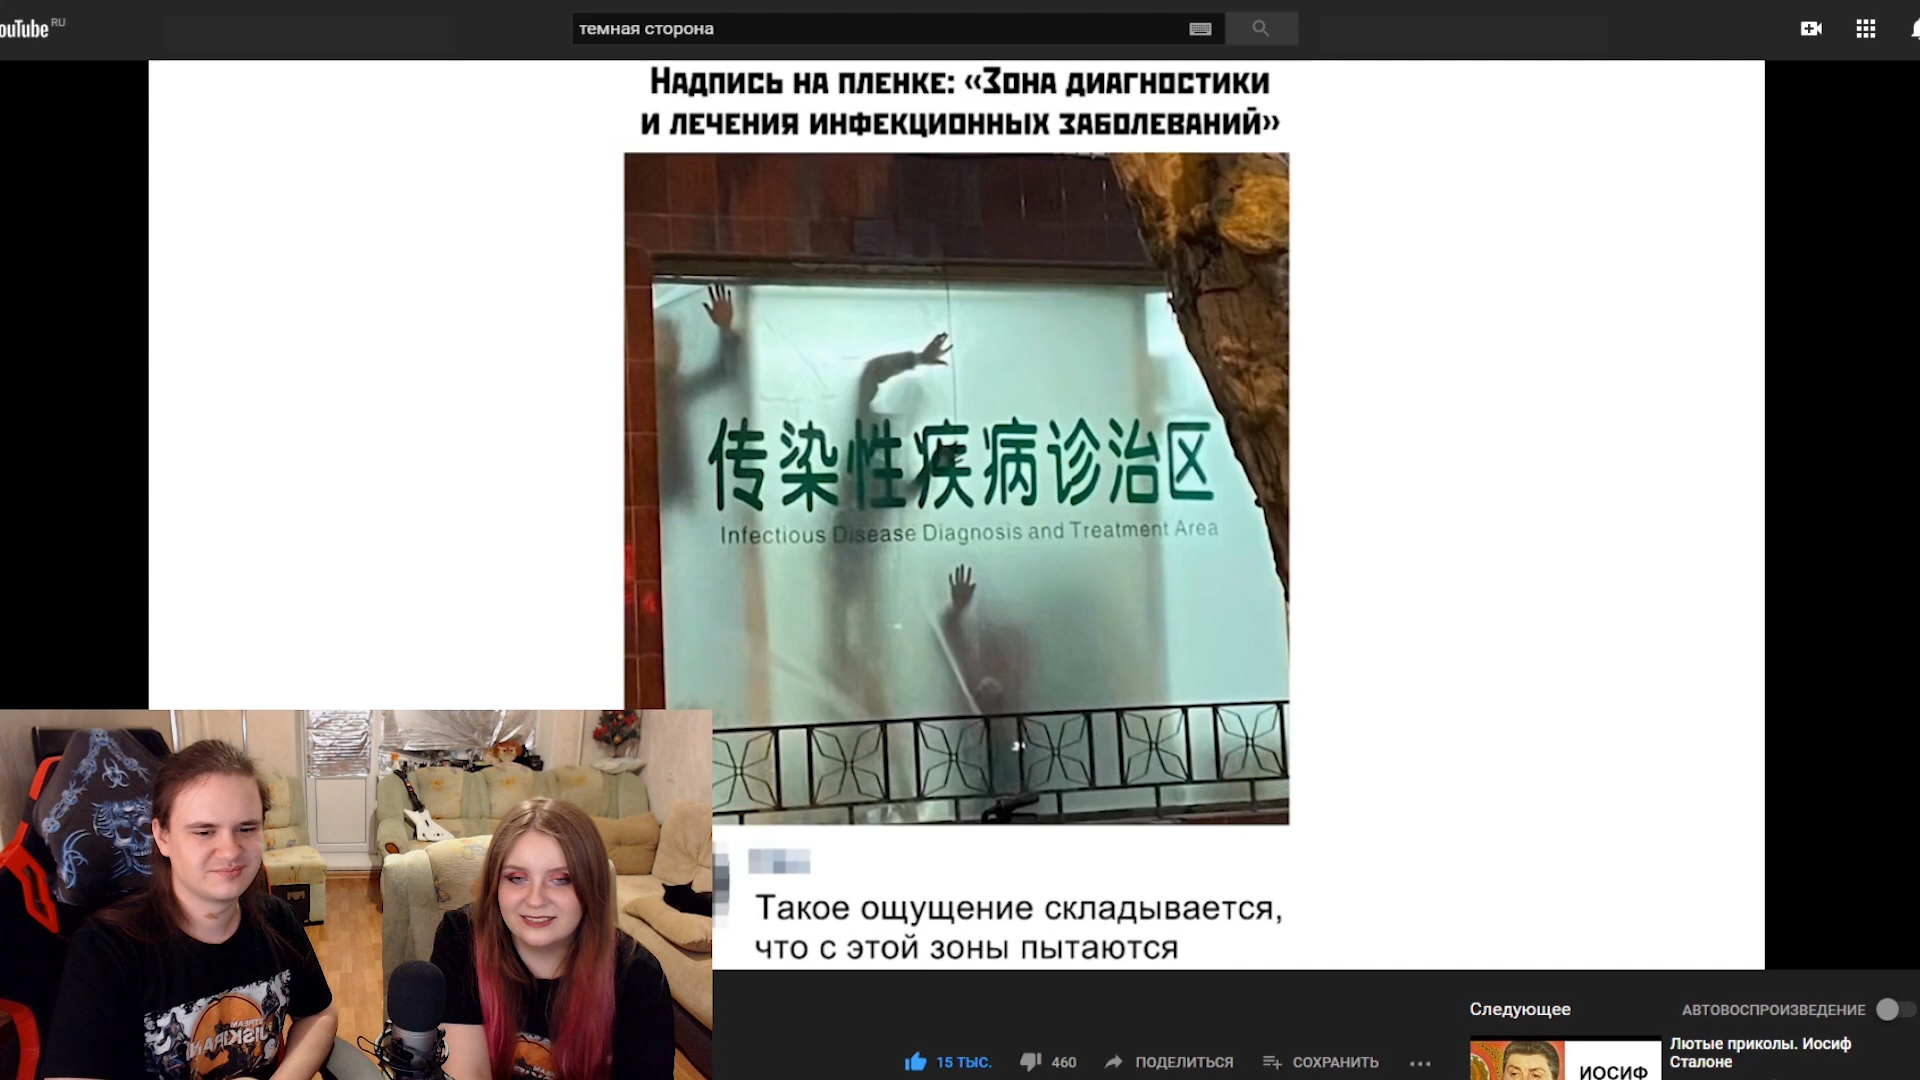 ouTube RU
темная сторона
Надпись на пленке: «Зона диагностики
и лечения инфекционных заболеваний»
传染性疾病诊治区
Infectious Disease Diagnosis and Treatment Area
Такое ощущение складывается,
что с этой зоны пытаются
Следующее
АВТОВОСПРОИЗВЕДЕНИЕ
15 ТЫС.
460
ПОДЕЛИТЬСЯ
СОХРАНИТЬ
Лютые приколы. Иосиф
Сталоне
ИОСИФ